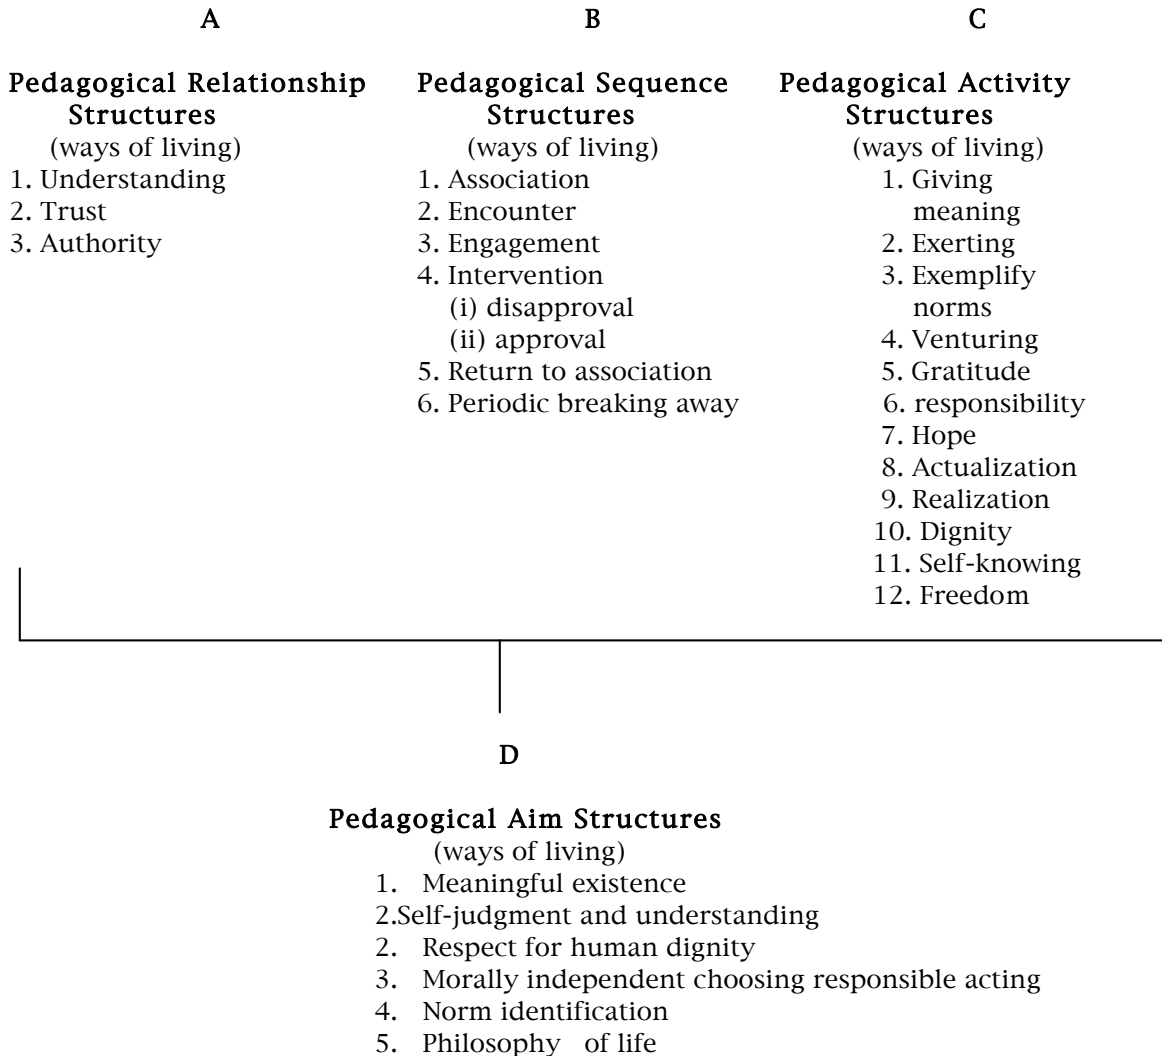 A
Pedagogical Relationship
Structures
(ways of living)
1. Understanding
2. Trust
3. Authority
B
Pedagogical Sequence
Structures
(ways of living)
1. Association
2. Encounter
3. Engagement
4. Intervention
(i) disapproval
(ii) approval
5. Return to association
6. Periodic breaking away
C
Pedagogical Activity
Structures
(ways of living)
1. Giving
meaning
2. Exerting
3. Exemplify
norms
4. Venturing
5. Gratitude
6. responsibility
7. Hope
8. Actualization
9. Realization
10. Dignity
11. Self-knowing
12. Freedom
D
Pedagogical Aim Structures
(ways of living)
1. Meaningful existence
2.Self-judgment and understanding
2. Respect for human dignity
3. Morally independent choosing responsible acting
4. Norm identification
5. Philosophy of life